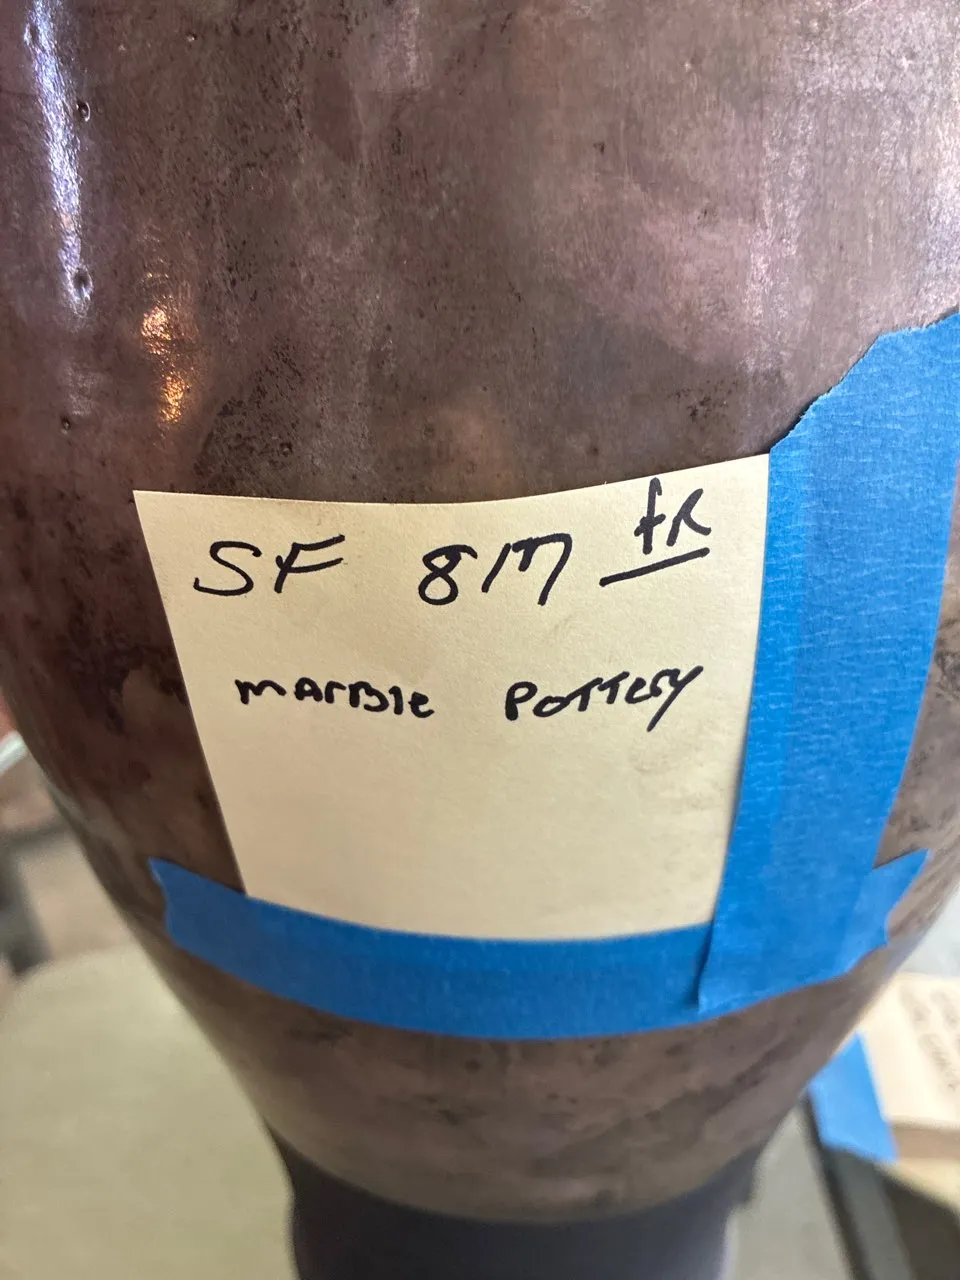 SF 817 fR
marble Pottery